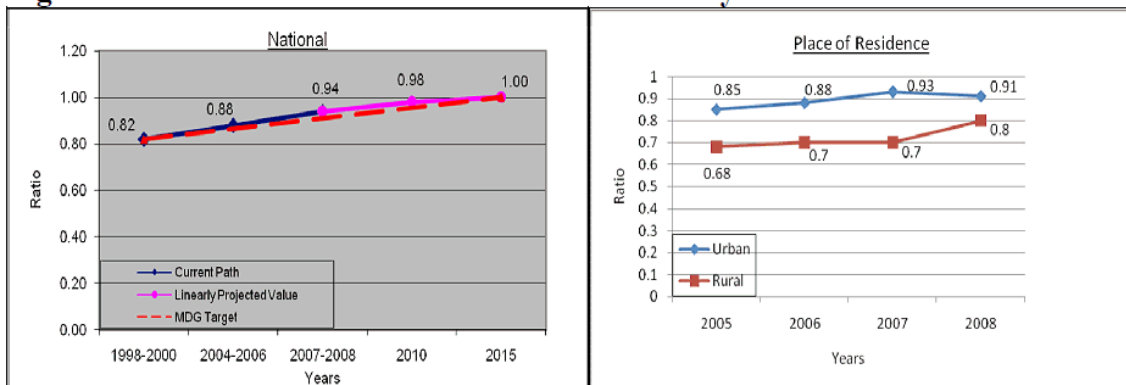 National
1.20
1.00
0.80
0.60
0.40
0.20
0.00
Ratio
0.82
0.88
0.94
0.98
1.00
Current Path
Linearly Projected Value
MDG Target
1998-2000 2004-2006 2007-2008 2010 2015
Years
Place of Residence
1
0.9
0.8
0.7
0.6
0.5
0.4
0.3
0.2
0.1
0
Ratio
0.85
0.88
0.93
0.91
0.68
0.7
0.7
0.8
Urban
Rural
2005 2006 2007 2008
Years